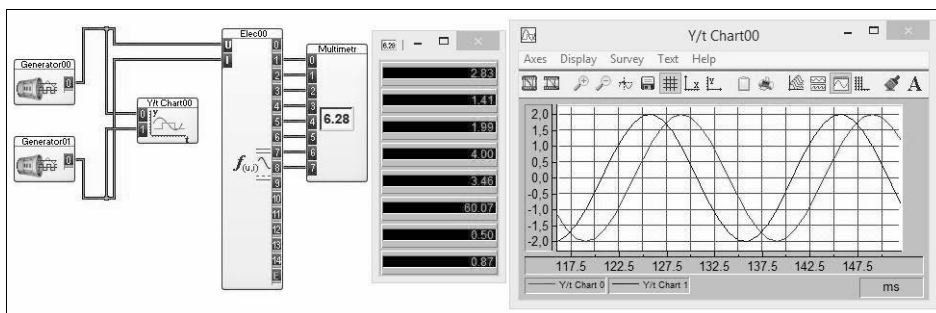 Generator00
0
Generator01
0
Y/t Chart00
0
1
y
t
Elec00
U
I
f(u,i)
0
1
2
3
4
5
6
7
8
9
10
11
12
13
14
E
Multimetr
0
1
2
3
4
5
6
7
6.28
6.28
2.83
1.41
1.99
4.00
3.46
60.07
0.50
0.87
Y/t Chart00
Axes Display Survey Text Help
2,0
1,5
1,0
0,5
0,0
-0,5
-1,0
-1,5
-2,0
117.5 122.5 127.5 132.5 137.5 142.5 147.5
Y/t Chart 0 Y/t Chart 1
ms